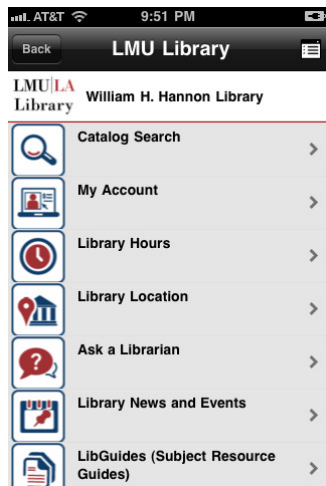 AT&T 9:51 PM
Back LMU Library
LMU|LA
Library
William H. Hannon Library
Catalog Search
My Account
Library Hours
Library Location
Ask a Librarian
Library News and Events
LibGuides (Subject Resource
Guides)